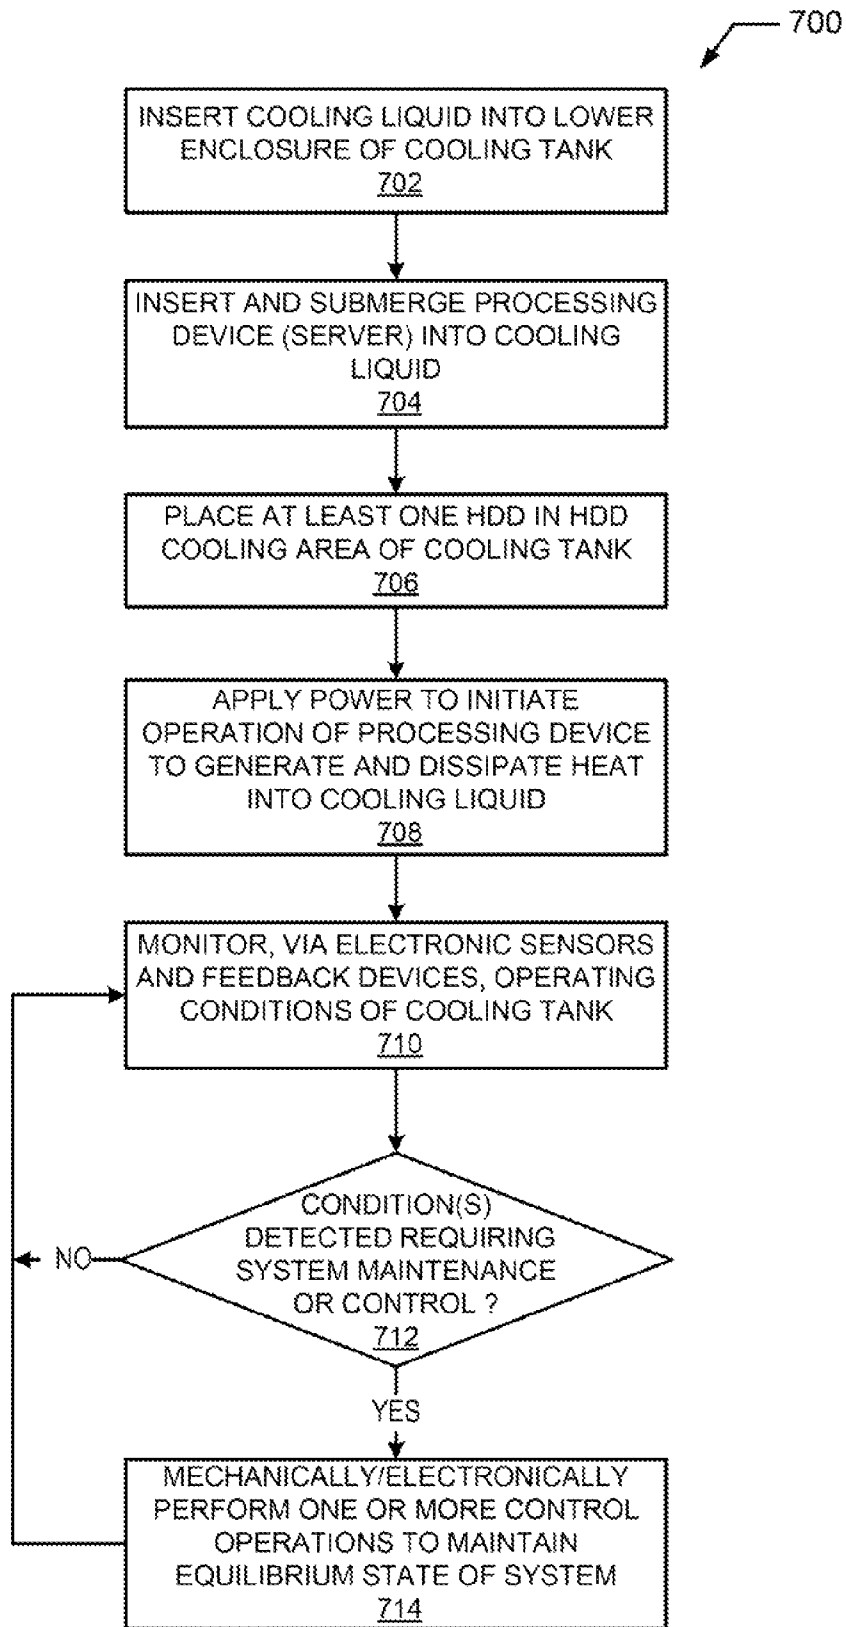 700
INSERT COOLING LIQUID INTO LOWER
ENCLOSURE OF COOLING TANK
702
INSERT AND SUBMERGE PROCESSING
DEVICE (SERVER) INTO COOLING
LIQUID
704
PLACE AT LEAST ONE HDD IN HDD
COOLING AREA OF COOLING TANK
706
APPLY POWER TO INITIATE
OPERATION OF PROCESSING DEVICE
TO GENERATE AND DISSIPATE HEAT
INTO COOLING LIQUID
708
MONITOR, VIA ELECTRONIC SENSORS
AND FEEDBACK DEVICES, OPERATING
CONDITIONS OF COOLING TANK
710
CONDITION(S)
DETECTED REQUIRING
SYSTEM MAINTENANCE
OR CONTROL ?
712
NO
YES
MECHANICALLY/ELECTRONICALLY
PERFORM ONE OR MORE CONTROL
OPERATIONS TO MAINTAIN
EQUILIBRIUM STATE OF SYSTEM
714